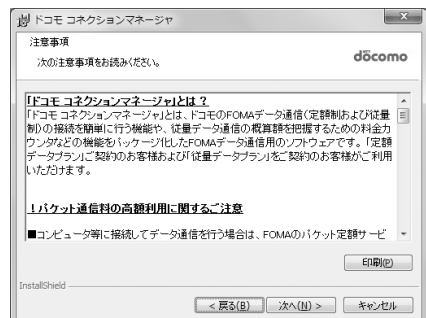 ドコモ コネクションマネージャ
注意事項
次の注意事項をお読みください。
döcomo
「ドコモ コネクションマネージャ」とは？
「ドコモ コネクションマネージャ」とは、ドコモのFOMAデータ通信(定額制および従量
制)の接続を簡単に行う機能や、従量データ通信の概算額を把握するための料金カ
ウンタなどの機能をパッケージ化したFOMAデータ通信用のソフトウェアです。「定額
データプラン」ご契約のお客様および「従量データプラン」をご契約のお客様がご利用
いただけます。
！パケット通信料の高額利用に関するご注意
■コンピュータ等に接続してデータ通信を行う場合は、FOMAのパケット定額サービ
印刷(P)
InstallShield
< 戻る(B)
次へ(N) >
キャンセル